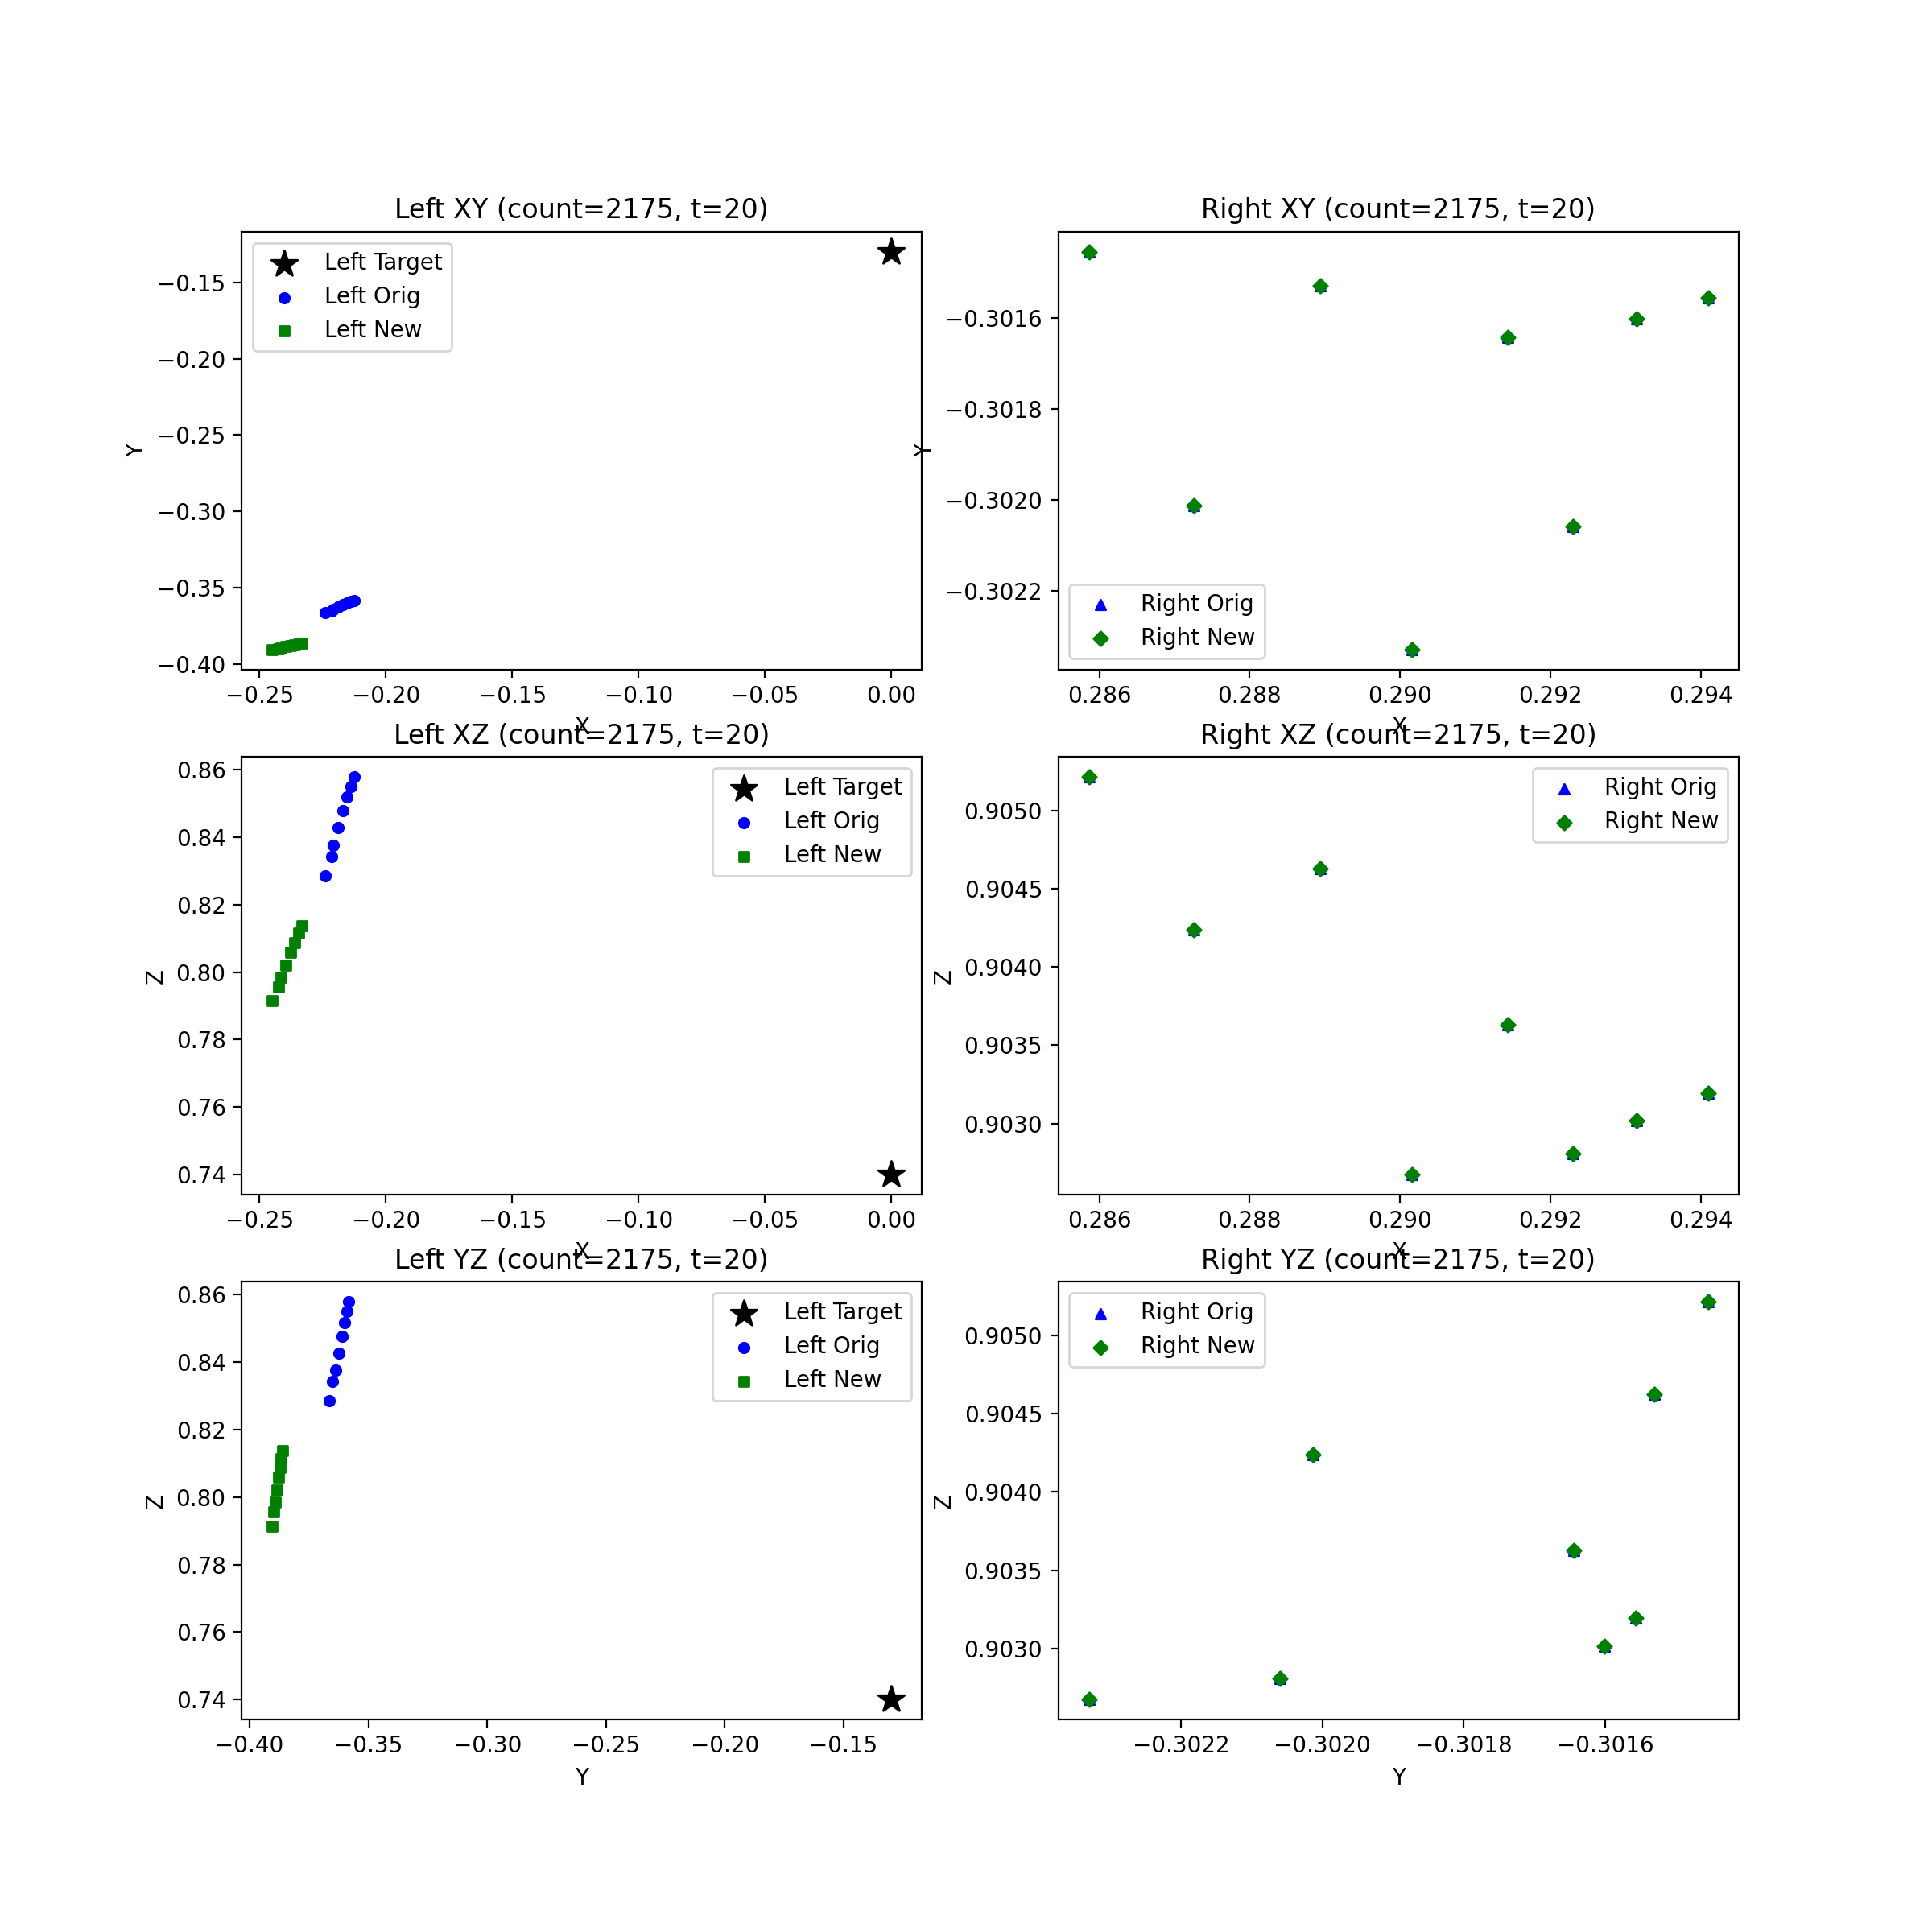 Left XY (count=2175, t=20)
Left Target
Left Orig
Left New
−0.15
−0.20
−0.25
−0.30
−0.35
−0.40
Y
−0.25
−0.20
−0.15
−0.10
−0.05
0.00
X
Right XY (count=2175, t=20)
−0.3016
−0.3018
−0.3020
−0.3022
Y
Right Orig
Right New
0.286
0.288
0.290
0.292
0.294
X
Left XZ (count=2175, t=20)
Left Target
Left Orig
Left New
0.86
0.84
0.82
0.80
0.78
0.76
0.74
Z
−0.25
−0.20
−0.15
−0.10
−0.05
0.00
X
Right XZ (count=2175, t=20)
Right Orig
Right New
0.9050
0.9045
0.9040
0.9035
0.9030
Z
0.286
0.288
0.290
0.292
0.294
X
Left YZ (count=2175, t=20)
Left Target
Left Orig
Left New
0.86
0.84
0.82
0.80
0.78
0.76
0.74
Z
−0.40
−0.35
−0.30
−0.25
−0.20
−0.15
Y
Right YZ (count=2175, t=20)
Right Orig
Right New
0.9050
0.9045
0.9040
0.9035
0.9030
Z
−0.3022
−0.3020
−0.3018
−0.3016
Y